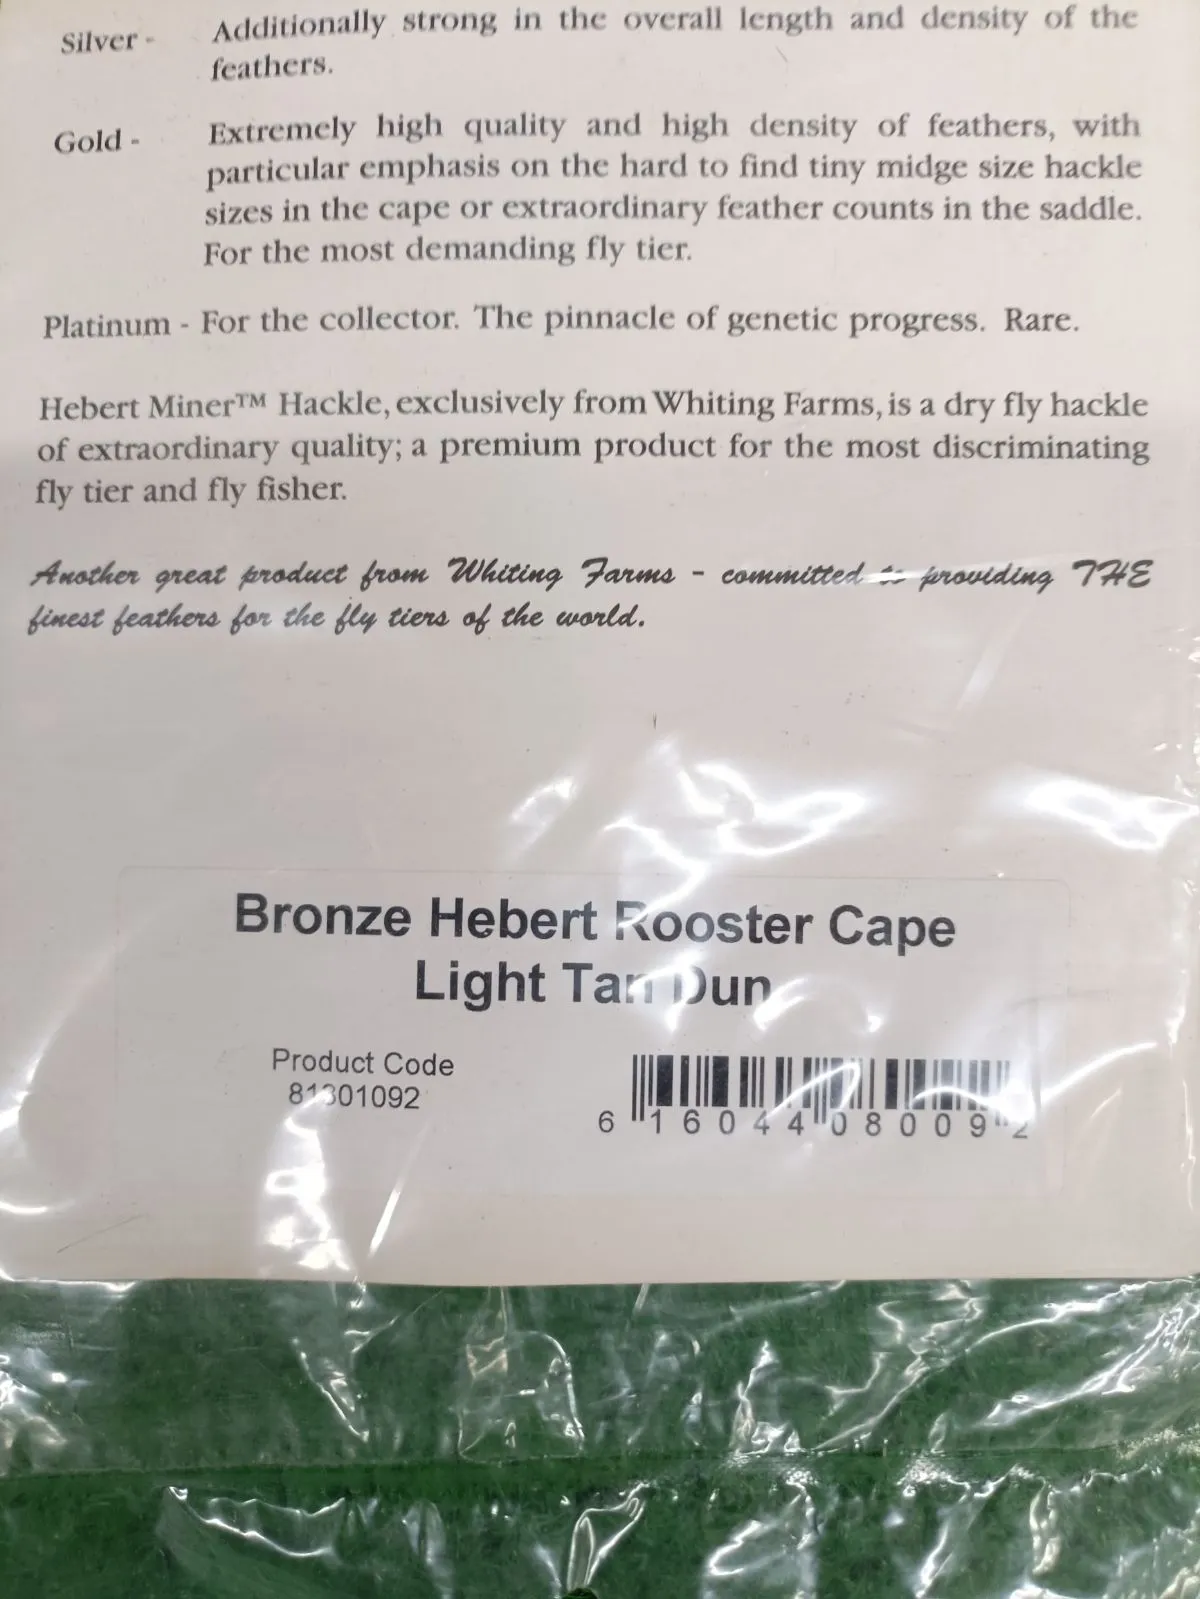 Silver - Additionally strong in the overall length and density of the
feathers.
Gold - Extremely high quality and high density of feathers, with
particular emphasis on the hard to find tiny midge size hackle
sizes in the cape or extraordinary feather counts in the saddle.
For the most demanding fly tier.
Platinum - For the collector. The pinnacle of genetic progress. Rare.
Hebert Miner™ Hackle, exclusively from Whiting Farms, is a dry fly hackle
of extraordinary quality; a premium product for the most discriminating
fly tier and fly fisher.
Another great product from Whiting Farms - committed to providing THE
finest feathers for the fly tiers of the world.
Bronze Hebert Rooster Cape
Light Tan Dun
Product Code
81301092
6 16044 08009 2